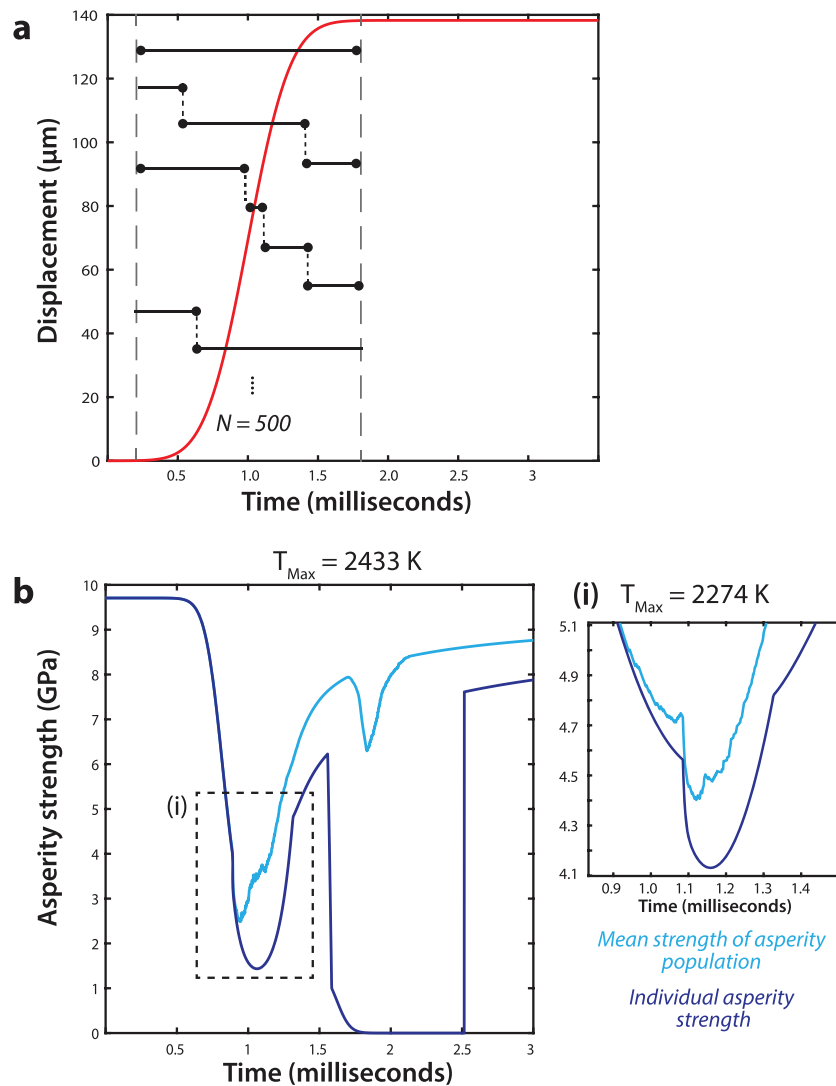 a
140
120
100
80
60
40
20
0
Displacement (μm)
N = 500
0.5
1.0
1.5
2.0
2.5
3
Time (milliseconds)
b
T_Max = 2433 K
10
9
8
7
6
5
4
3
2
1
0
Asperity strength (GPa)
(i)
0.5
1
1.5
2
2.5
3
Time (milliseconds)
(i) T_Max = 2274 K
5.1
4.9
4.7
4.5
4.3
4.1
0.9
1.0
1.1
1.2
1.3
1.4
Time (milliseconds)
Mean strength of asperity
population
Individual asperity
strength